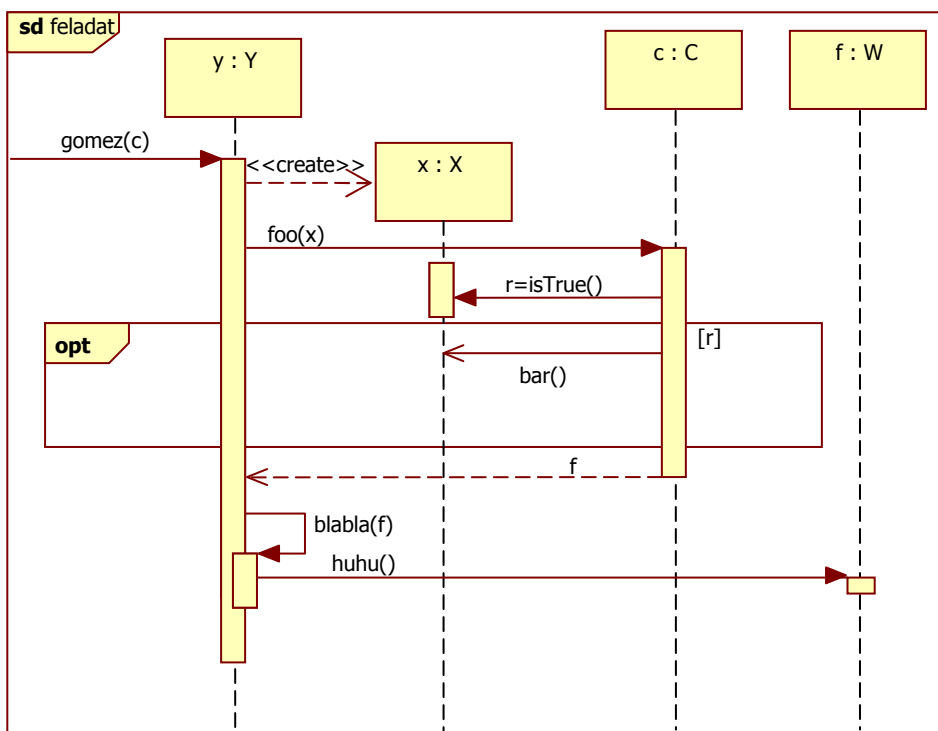 sd feladat
y : Y
c : C
f : W
gomez(c)
<<create>>
x : X
foo(x)
r=isTrue()
opt
[r]
bar()
f
blabla(f)
huhu()